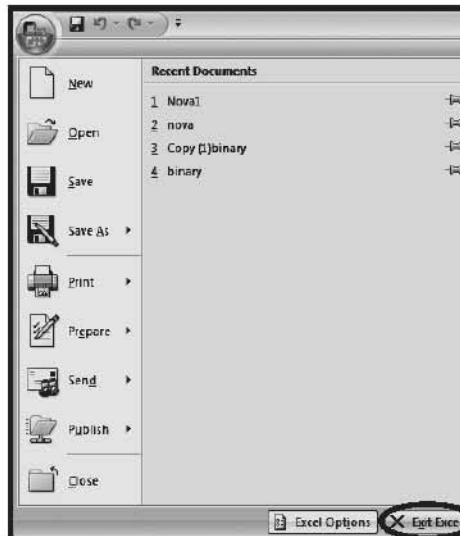 Recent Documents
New
1 Nova1
2 nova
Open
3 Copy (1)binary
4 binary
Save
Save As
Print
Prepare
Send
Publish
Close
Excel Options
Exit Exce